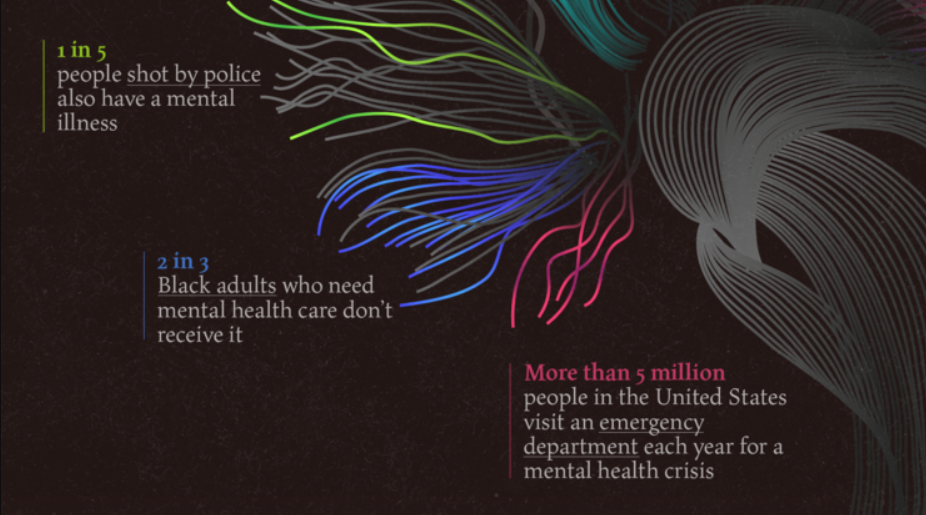 1 in 5
people shot by police
also have a mental
illness
2 in 3
Black adults who need
mental health care don't
receive it
More than 5 million
people in the United States
visit an emergency
department each year for a
mental health crisis